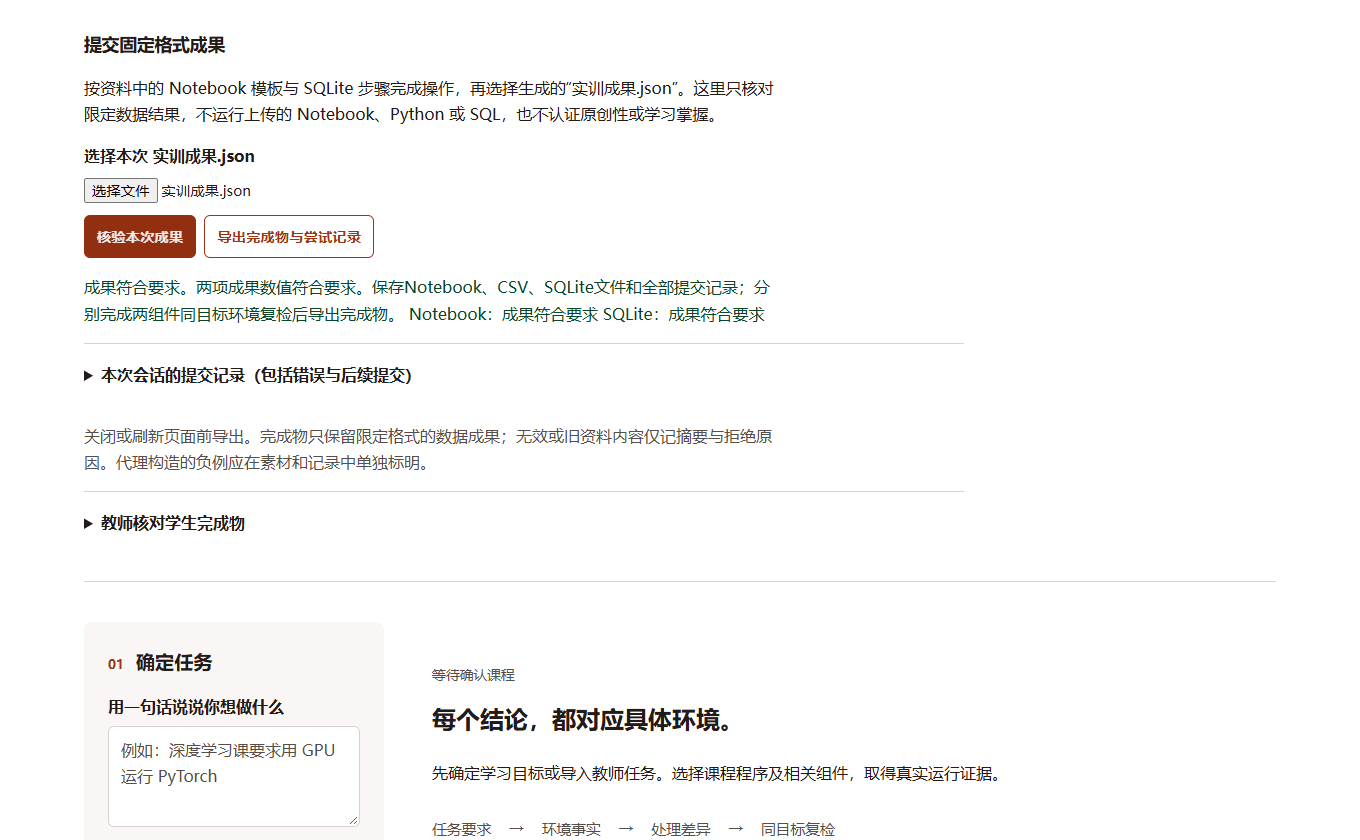 提交固定格式成果
按资料中的 Notebook 模板与 SQLite 步骤完成操作，再选择生成的“实训成果.json”。这里只核对
限定数据结果，不运行上传的 Notebook、Python 或 SQL，也不认证原创性或学习掌握。
选择本次 实训成果.json
选择文件 实训成果.json
核验本次成果 导出完成物与尝试记录
成果符合要求。两项成果数值符合要求。保存Notebook、CSV、SQLite文件和全部提交记录；分
别完成两组件同目标环境复检后导出完成物。 Notebook：成果符合要求 SQLite：成果符合要求
本次会话的提交记录（包括错误与后续提交）
关闭或刷新页面前导出。完成物只保留限定格式的数据成果；无效或旧资料内容仅记摘要与拒绝原
因。代理构造的负例应在素材和记录中单独标明。
教师核对学生完成物
01 确定任务
用一句话说说你想做什么
例如：深度学习课要求用 GPU
运行 PyTorch
等待确认课程
每个结论，都对应具体环境。
先确定学习目标或导入教师任务。选择课程程序及相关组件，取得真实运行证据。
任务要求 → 环境事实 → 处理差异 → 同目标复检